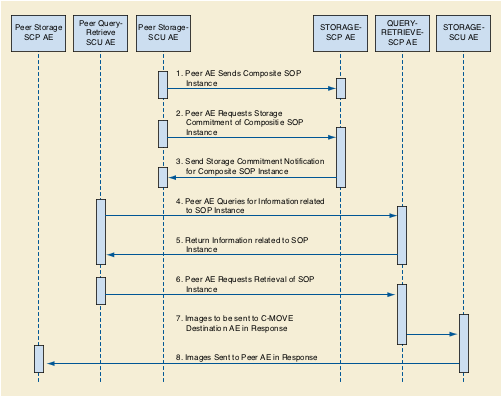 Peer Storage
SCP AE
Peer Query-
Retrieve
SCU AE
Peer Storage-
SCU AE
STORAGE-
SCP AE
QUERY-
RETRIEVE-
SCP AE
STORAGE-
SCU AE
1. Peer AE Sends Composite SOP
Instance
2. Peer AE Requests Storage
Commitment of Compositie SOP
Instance
3. Send Storage Commitment Notification
for Composite SOP Instance
4. Peer AE Queries for Information related
to SOP Instance
5. Return Information related to SOP
Instance
6. Peer AE Requests Retrieval of SOP
Instance
7. Images to be sent to C-MOVE
Destination AE in Response
8. Images Sent to Peer AE in Response